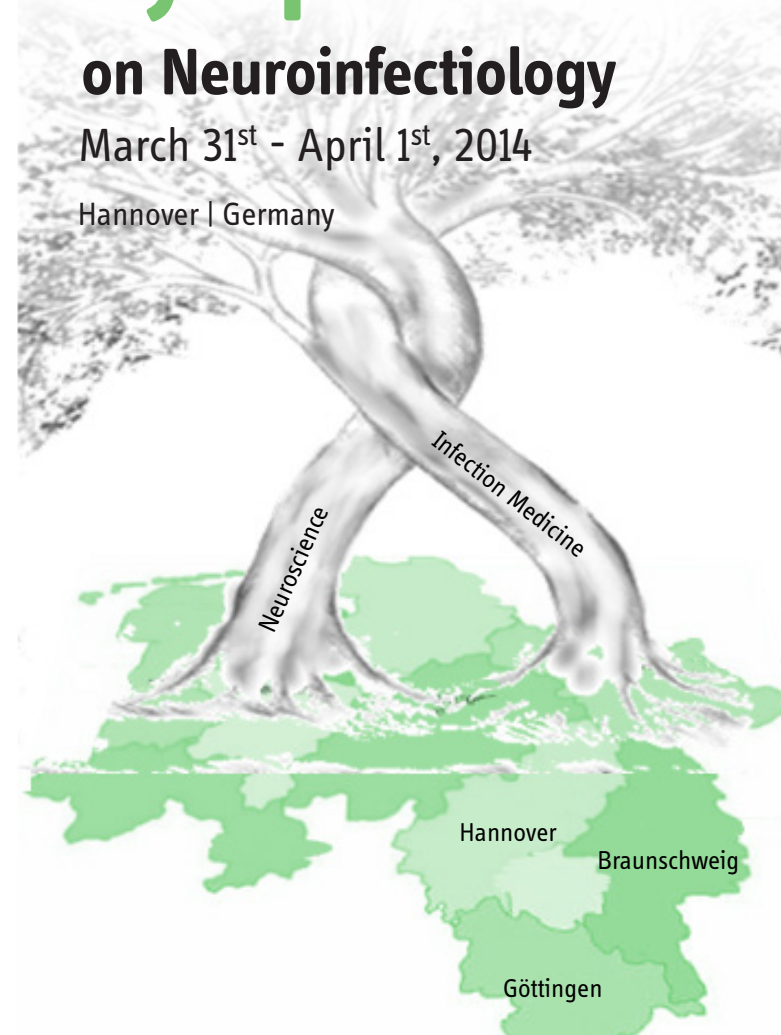 on Neuroinfectiology
March 31st - April 1st, 2014
Hannover | Germany
Infection Medicine
Neuroscience
Hannover
Braunschweig
Göttingen